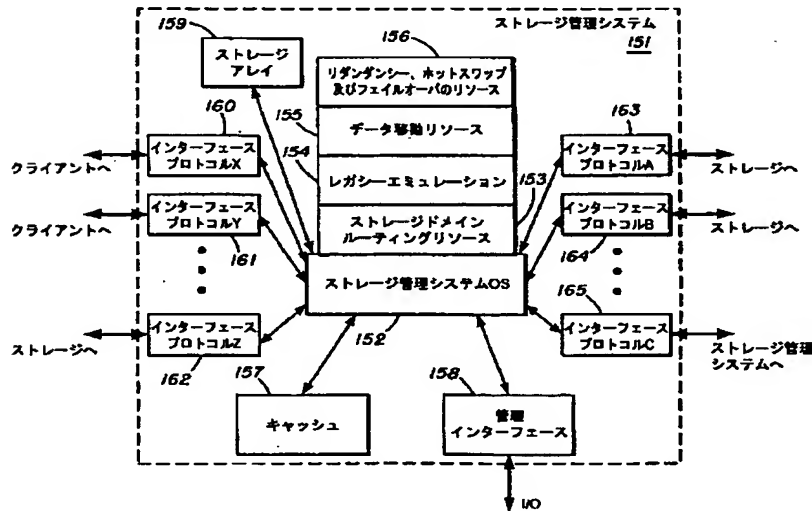 ストレージ管理システム
151
159
ストレージ
アレイ
156
リダンダンシー、ホットスワップ
及びフェイルオーバのリソース
155
データ移動リソース
154
レガシーエミュレーション
153
ストレージドメイン
ルーティングリソース
ストレージ管理システムOS
152
160
インターフェース
プロトコルX
クライアントへ
インターフェース
プロトコルY
161
クライアントへ
インターフェース
プロトコルZ
162
ストレージへ
163
インターフェース
プロトコルA
ストレージへ
インターフェース
プロトコルB
164
ストレージへ
165
インターフェース
プロトコルC
ストレージ管理
システムへ
157
キャッシュ
158
管理
インターフェース
I/O